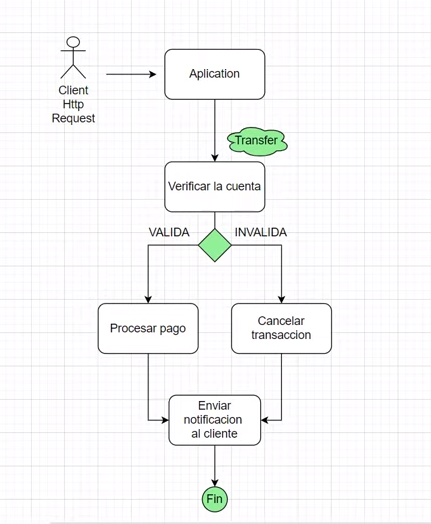 Aplication
Client
Http
Request
Transfer
Verificar la cuenta
VALIDA
INVALIDA
Procesar pago
Cancelar
transaccion
Enviar
notificacion
al cliente
Fin